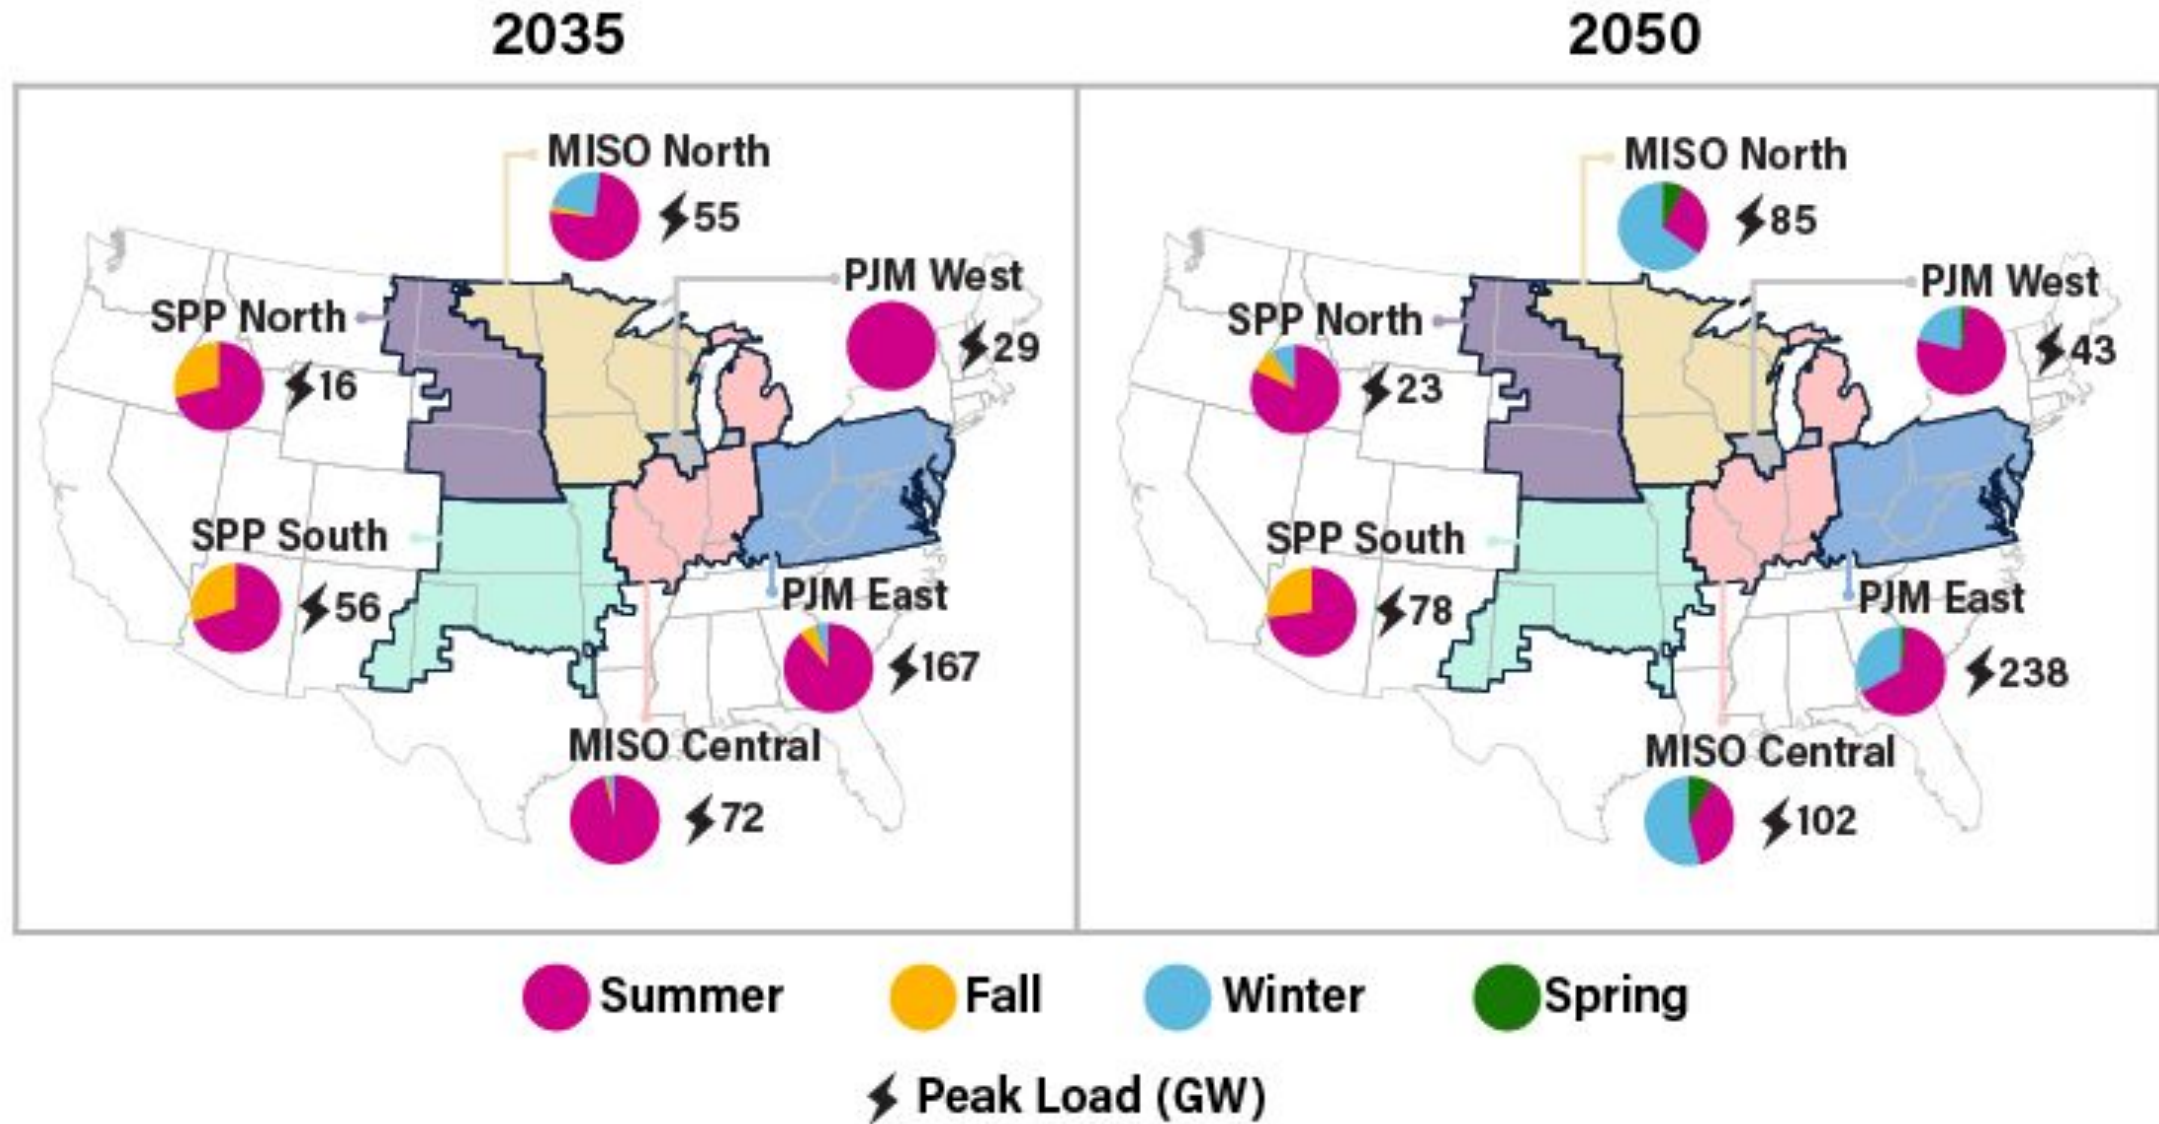 2035
MISO North
55
PJM West
29
SPP North
16
SPP South
56
PJM East
167
MISO Central
72
2050
MISO North
85
PJM West
43
SPP North
23
SPP South
78
PJM East
238
MISO Central
102
Summer Fall Winter Spring
Peak Load (GW)